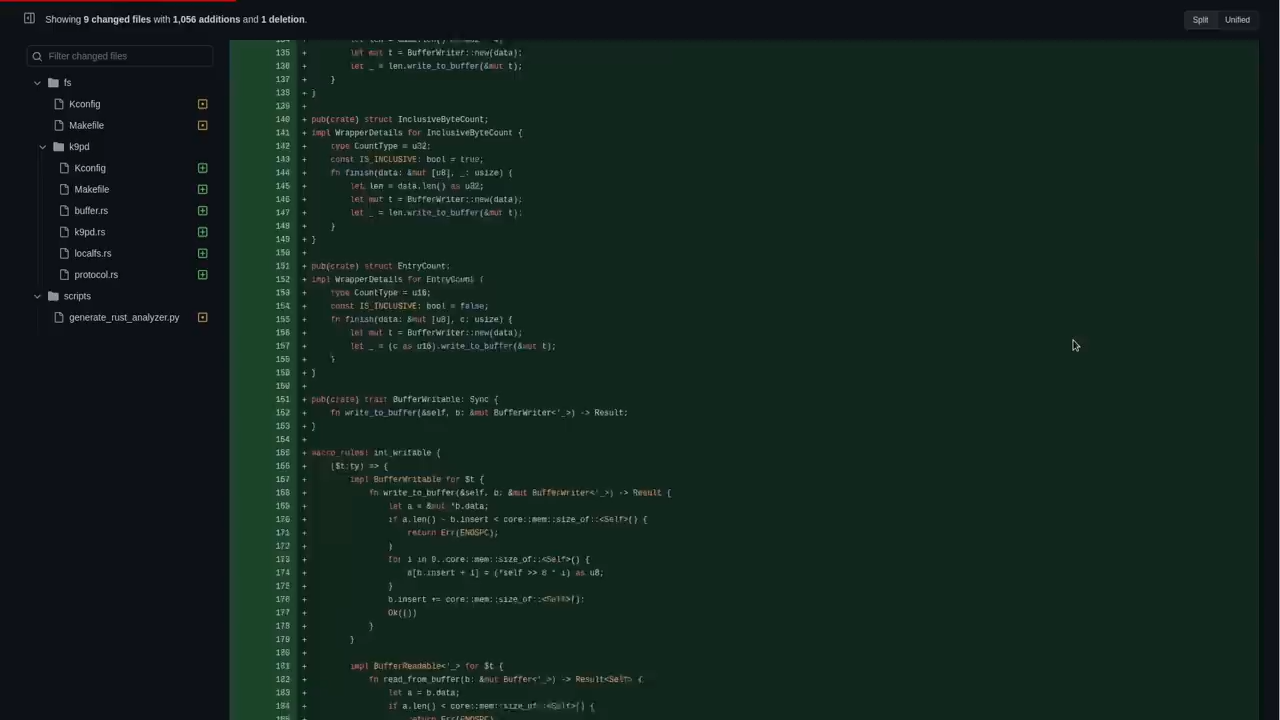 Showing 9 changed files with 1,056 additions and 1 deletion.
Split Unified
Filter changed files
fs
Kconfig
Makefile
k9pd
Kconfig
Makefile
buffer.rs
k9pd.rs
localfs.rs
protocol.rs
scripts
generate_rust_analyzer.py
135 + let mut t = BufferWriter::new(data);
136 + let _ = len.write_to_buffer(&mut t);
137 + }
138 + }
139 +
140 + pub(crate) struct InclusiveByteCount;
141 + impl WrapperDetails for InclusiveByteCount {
142 + type CountType = u32;
143 + const IS_INCLUSIVE: bool = true;
144 + fn finish(data: &mut [u8], _: usize) {
145 + let len = data.len() as u32;
146 + let mut t = BufferWriter::new(data);
147 + let _ = len.write_to_buffer(&mut t);
148 + }
149 + }
150 +
151 + pub(crate) struct EntryCount;
152 + impl WrapperDetails for EntryCount {
153 + type CountType = u16;
154 + const IS_INCLUSIVE: bool = false;
155 + fn finish(data: &mut [u8], c: usize) {
156 + let mut t = BufferWriter::new(data);
157 + let _ = (c as u16).write_to_buffer(&mut t);
158 + }
159 + }
160 +
161 + pub(crate) trait BufferWritable: Sync {
162 + fn write_to_buffer(&self, b: &mut BufferWriter<'_>) -> Result;
163 + }
164 +
165 + macro_rules! int_writable {
166 + ($t:ty) => {
167 + impl BufferWritable for $t {
168 + fn write_to_buffer(&self, b: &mut BufferWriter<'_>) -> Result {
169 + let a = &mut *b.data;
170 + if a.len() - b.insert < core::mem::size_of::<Self>() {
171 + return Err(ENOSPC);
172 + }
173 + for i in 0..core::mem::size_of::<Self>() {
174 + a[b.insert + i] = (*self >> 8 * i) as u8;
175 + }
176 + b.insert += core::mem::size_of::<Self>();
177 + Ok(())
178 + }
179 + }
180 +
181 + impl BufferReadable<'_> for $t {
182 + fn read_from_buffer(b: &mut Buffer<'_>) -> Result<Self> {
183 + let a = b.data;
184 + if a.len() < core::mem::size_of::<Self>() {
185 + return Err(ENOSPC)